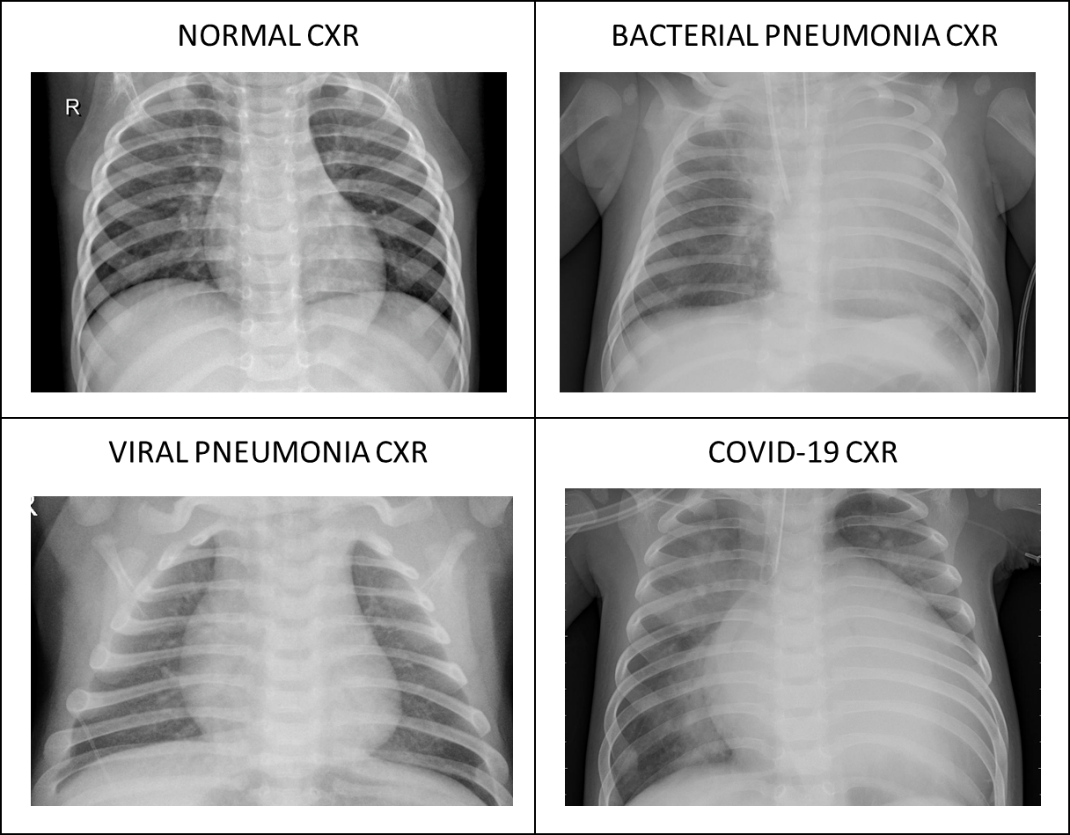 NORMAL CXR
BACTERIAL PNEUMONIA CXR
R
VIRAL PNEUMONIA CXR
COVID-19 CXR